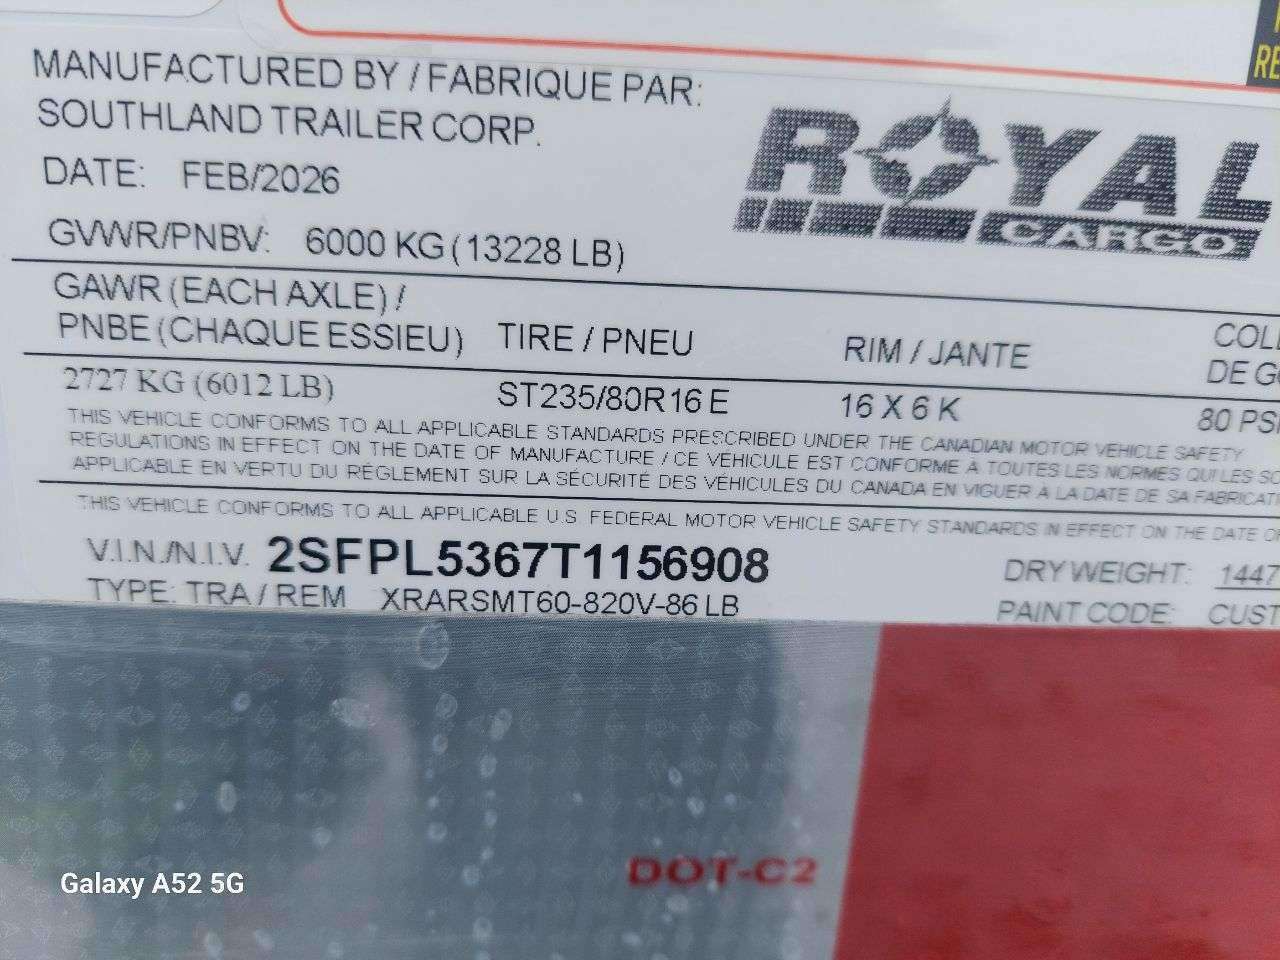 RE
MANUFACTURED BY / FABRIQUE PAR:
SOUTHLAND TRAILER CORP.
DATE: FEB/2026
GVWR/PNBV: 6000 KG (13228 LB)
ROYAL
CARGO
GAWR (EACH AXLE) /
PNBE (CHAQUE ESSIEU) TIRE / PNEU RIM / JANTE
2727 KG (6012 LB) ST235/80R16 E 16 X 6 K 80 PSI
THIS VEHICLE CONFORMS TO ALL APPLICABLE STANDARDS PRESCRIBED UNDER THE CANADIAN MOTOR VEHICLE SAFETY
REGULATIONS IN EFFECT ON THE DATE OF MANUFACTURE / CE VÉHICULE EST CONFORME À TOUTES LES NORMES QUI LES
APPLICABLE EN VERTU DU RÉGLEMENT SUR LA SÉCURITÉ DES VÉHICULES DU CANADA EN VIGUER À LA DATE DE SA FABRICAT
THIS VEHICLE CONFORMS TO ALL APPLICABLE U.S. FEDERAL MOTOR VEHICLE SAFETY STANDARDS IN EFFECT ON THE DATE
V.I.N./N.I.V. 2SFPL5367T1156908 DRY WEIGHT: 1447
TYPE: TRA / REM XRARSMT60-820V-86 LB PAINT CODE: CUST
DOT-C2
Galaxy A52 5G